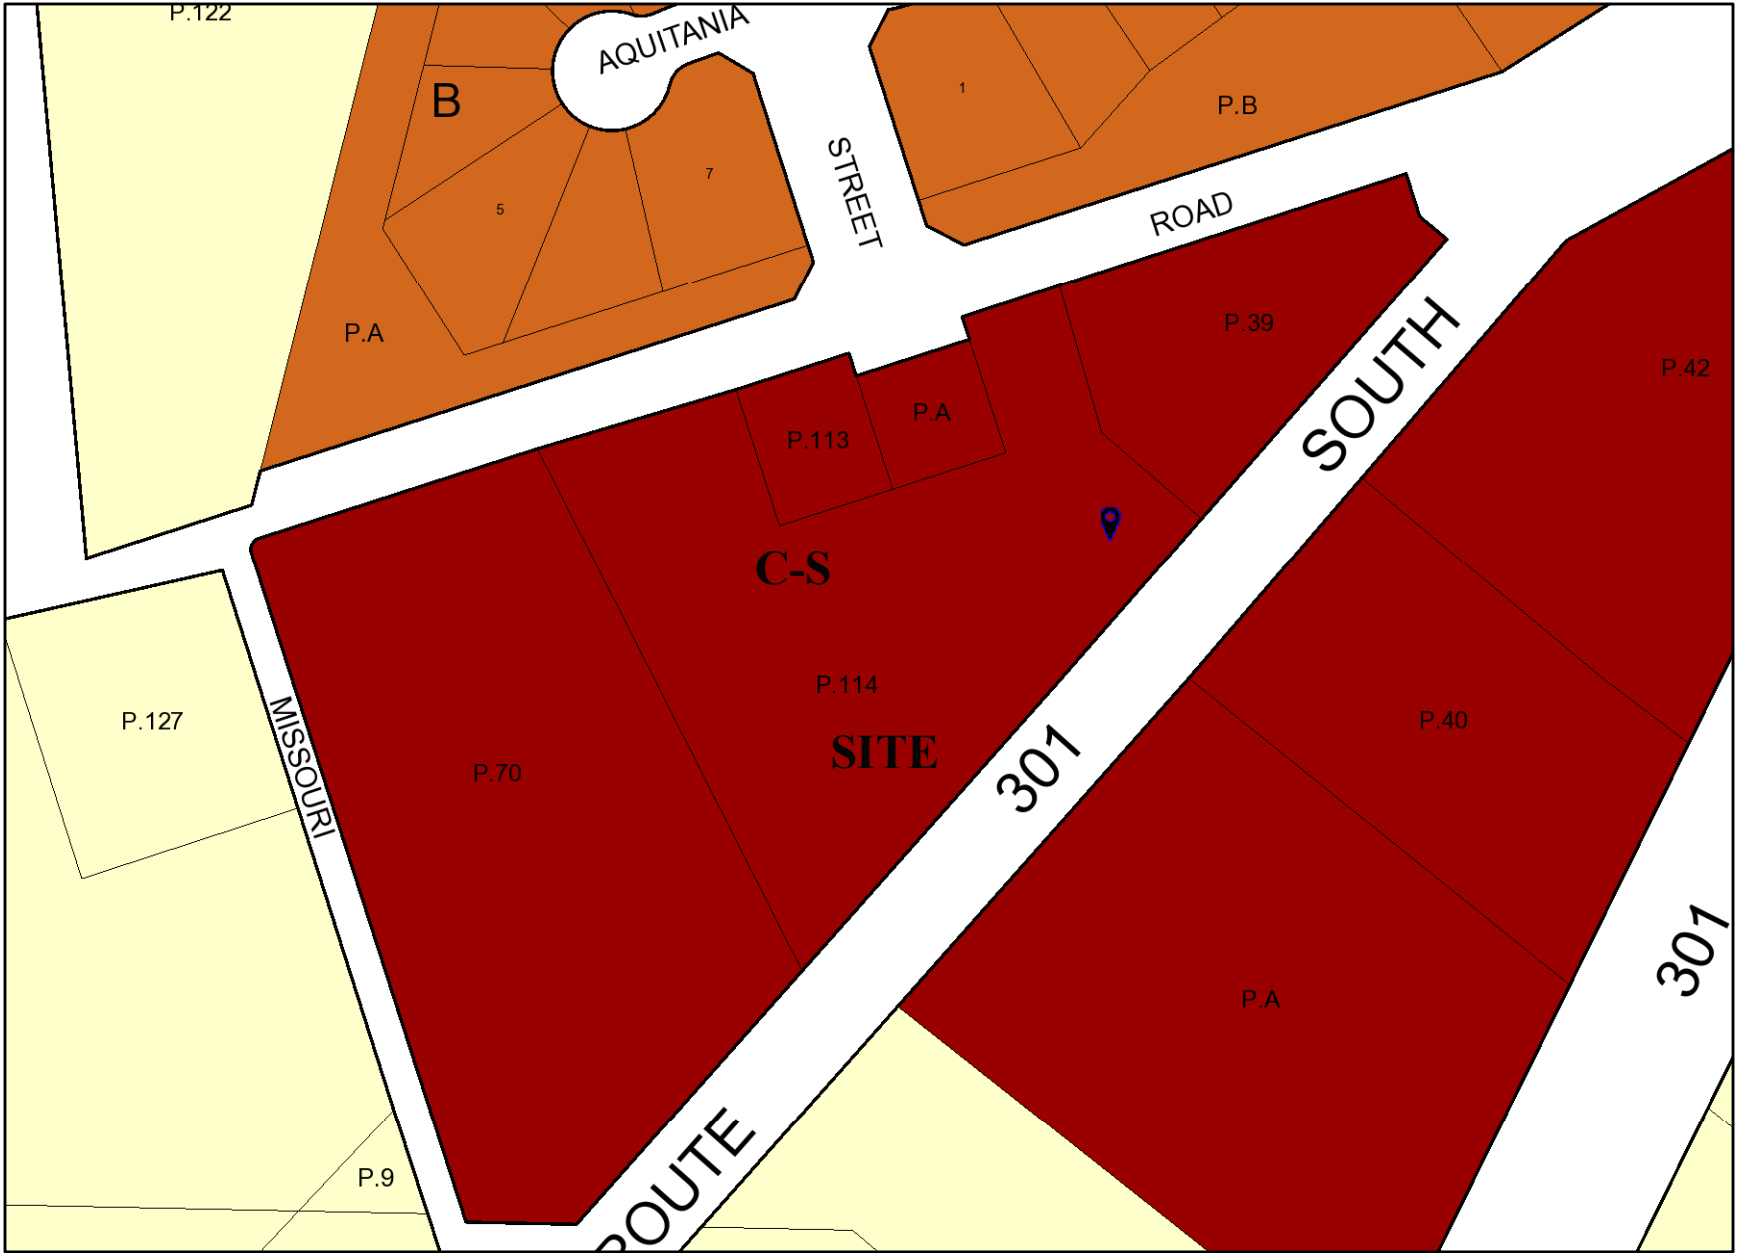 P.122
AQUITANIA
B
1
P.B
STREET
7
5
ROAD
P.A
P.39
P.42
SOUTH
P.A
P.113
C-S
P.114
SITE
P.127
MISSOURI
P.70
301
P.40
301
P.A
ROUTE
P.9